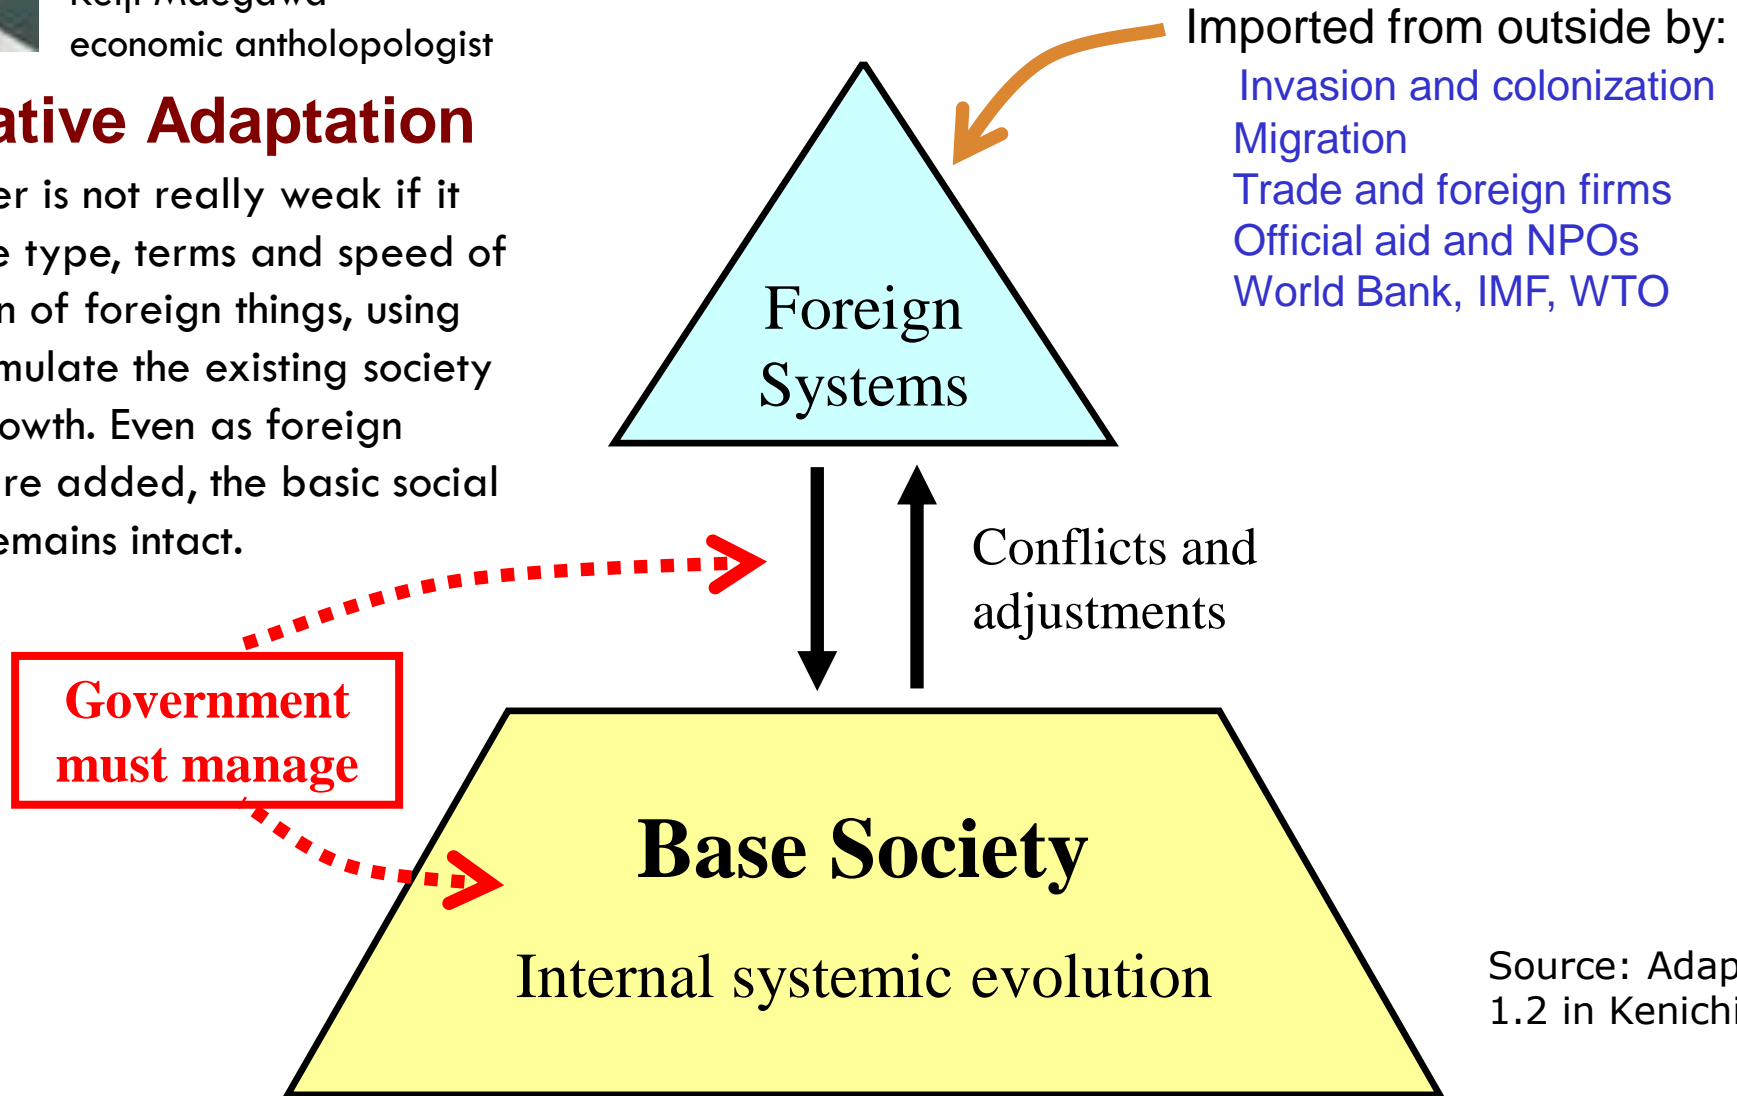 economic antholopologist
ative Adaptation
er is not really weak if it
e type, terms and speed of
n of foreign things, using
mulate the existing society
owth. Even as foreign
re added, the basic social
emains intact.
Imported from outside by:
Invasion and colonization
Migration
Trade and foreign firms
Official aid and NPOs
World Bank, IMF, WTO
Foreign
Systems
Conflicts and
adjustments
Government
must manage
Base Society
Internal systemic evolution
Source: Adap
1.2 in Kenichi